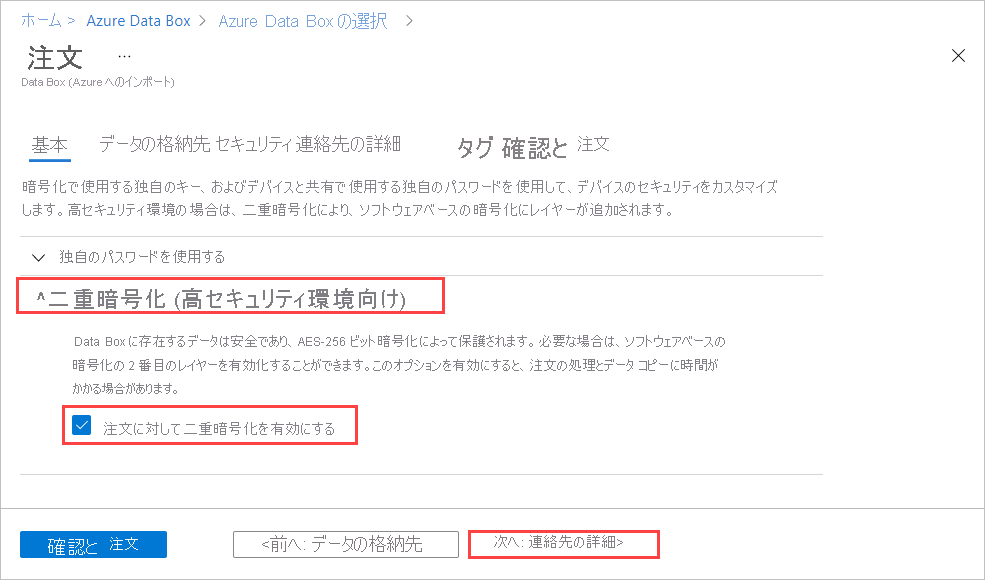 ホーム > Azure Data Box > Azure Data Boxの選択 >
注文 ...
Data Box (Azureへのインポート)
基本 データの格納先 セキュリティ 連絡先の詳細 タグ 確認と 注文
暗号化で使用する独自のキー、およびデバイスと共有で使用する独自のパスワードを使用して、デバイスのセキュリティをカスタマイズ
します。高セキュリティ環境の場合は、二重暗号化により、ソフトウェアベースの暗号化にレイヤーが追加されます。
独自のパスワードを使用する
^二重暗号化 (高セキュリティ環境向け)
Data Boxに存在するデータは安全であり、AES-256 ビット暗号化によって保護されます。必要な場合は、ソフトウェアベースの
暗号化の 2 番目のレイヤーを有効化することができます。このオプションを有効にすると、注文の処理とデータ コピーに時間が
かかる場合があります。
注文に対して二重暗号化を有効にする
確認と 注文 <前へ: データの格納先 次へ: 連絡先の詳細>